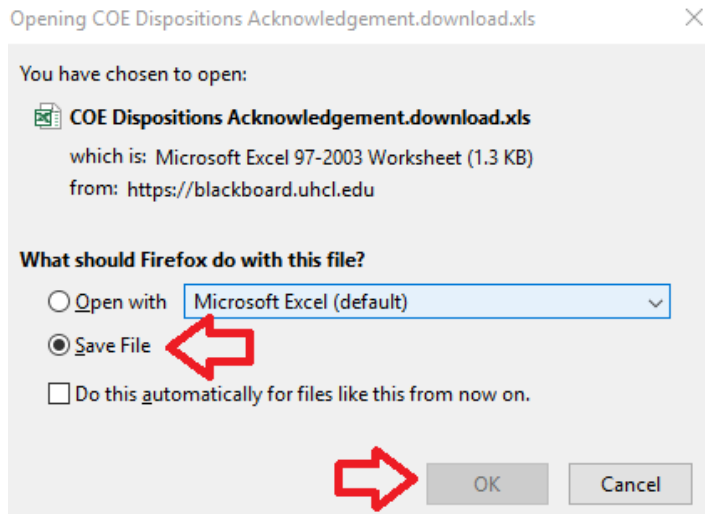 Opening COE Dispositions Acknowledgement.download.xls
You have chosen to open:
COE Dispositions Acknowledgement.download.xls
which is: Microsoft Excel 97-2003 Worksheet (1.3 KB)
from: https://blackboard.uhcl.edu
What should Firefox do with this file?
Open with Microsoft Excel (default)
Save File
Do this automatically for files like this from now on.
OK Cancel